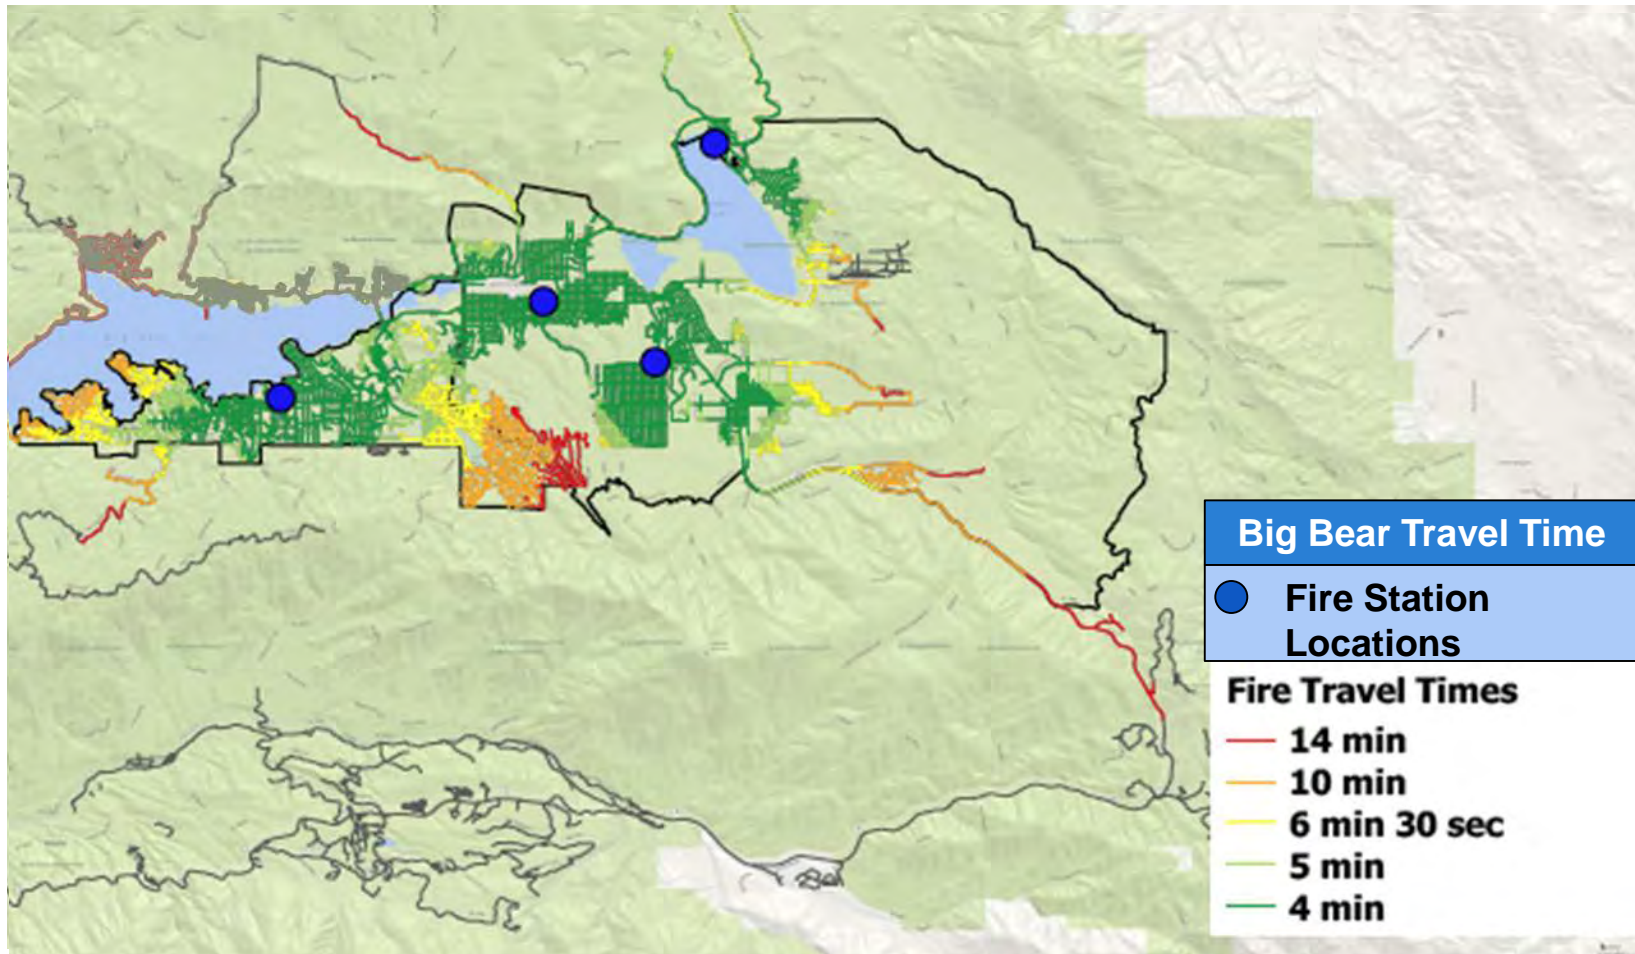 Big Bear Travel Time
Fire Station
Locations
Fire Travel Times
14 min
10 min
6 min 30 sec
5 min
4 min